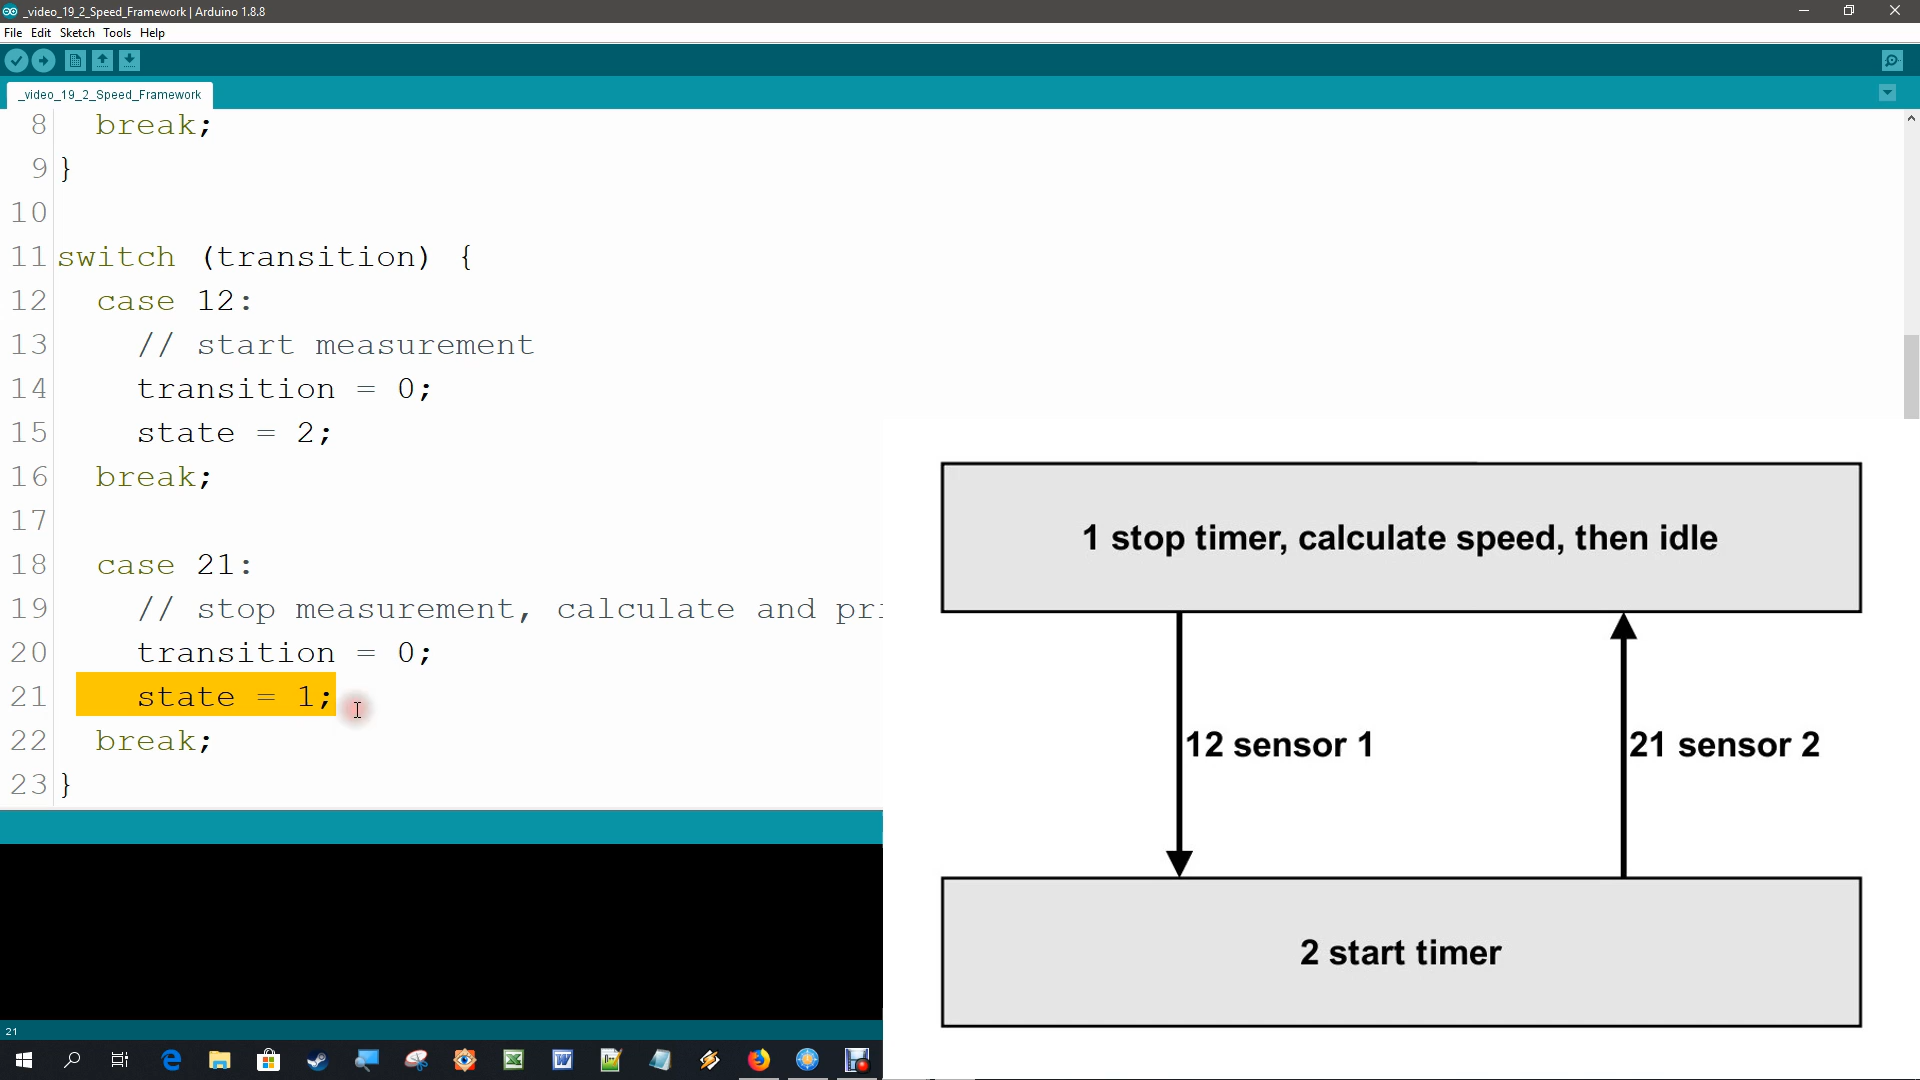 _video_19_2_Speed_Framework | Arduino 1.8.8
File Edit Sketch Tools Help
_video_19_2_Speed_Framework
8 break;
9 }
10
11 switch (transition) {
12 case 12:
13 // start measurement
14 transition = 0;
15 state = 2;
16 break;
17
18 case 21:
19 // stop measurement, calculate and pri
20 transition = 0;
21 state = 1;
22 break;
23 }
1 stop timer, calculate speed, then idle
12 sensor 1
21 sensor 2
2 start timer
21